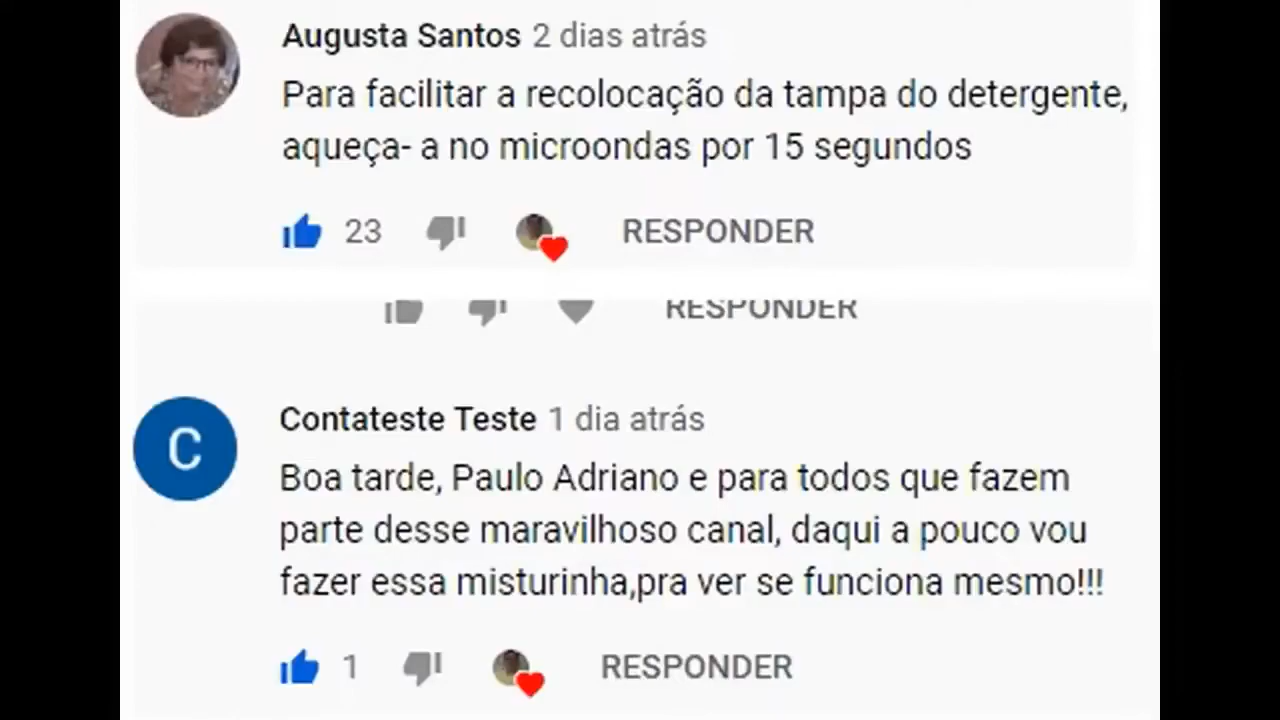 Augusta Santos 2 dias atrás
Para facilitar a recolocação da tampa do detergente,
aqueça- a no microondas por 15 segundos
23 RESPONDER
RESPONDER
C
Contateste Teste 1 dia atrás
Boa tarde, Paulo Adriano e para todos que fazem
parte desse maravilhoso canal, daqui a pouco vou
fazer essa misturinha,pra ver se funciona mesmo!!!
1 RESPONDER